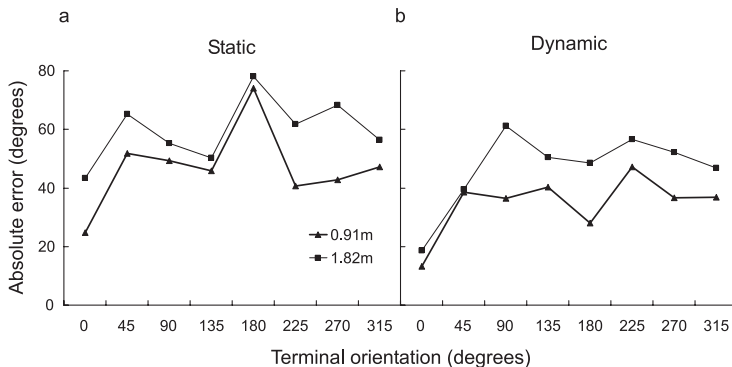 a
b
Static
Dynamic
Absolute error (degrees)
80
60
40
20
0
0.91m
1.82m
0 45 90 135 180 225 270 315
0 45 90 135 180 225 270 315
Terminal orientation (degrees)